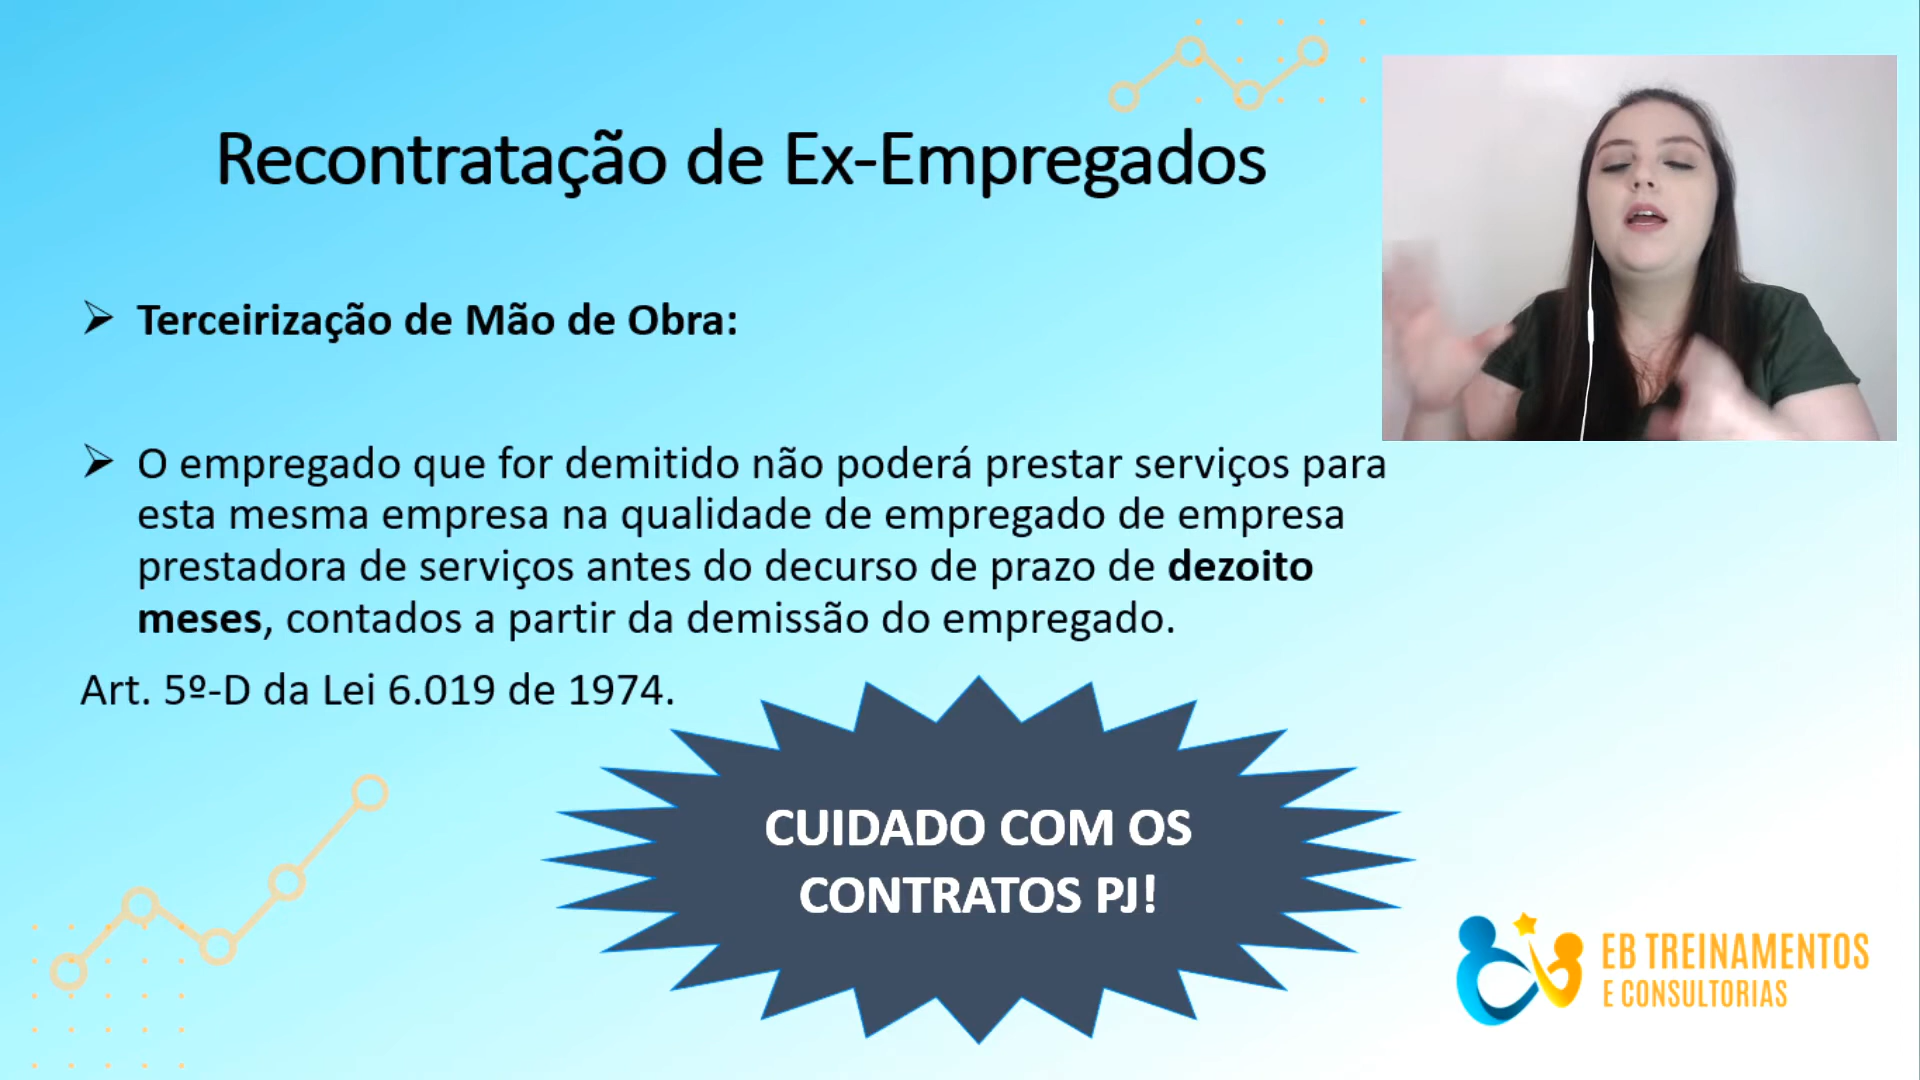 Recontratação de Ex-Empregados
Terceirização de Mão de Obra:
O empregado que for demitido não poderá prestar serviços para
esta mesma empresa na qualidade de empregado de empresa
prestadora de serviços antes do decurso de prazo de dezoito
meses, contados a partir da demissão do empregado.
Art. 5º-D da Lei 6.019 de 1974.
CUIDADO COM OS
CONTRATOS PJ!
EB TREINAMENTOS
E CONSULTORIAS